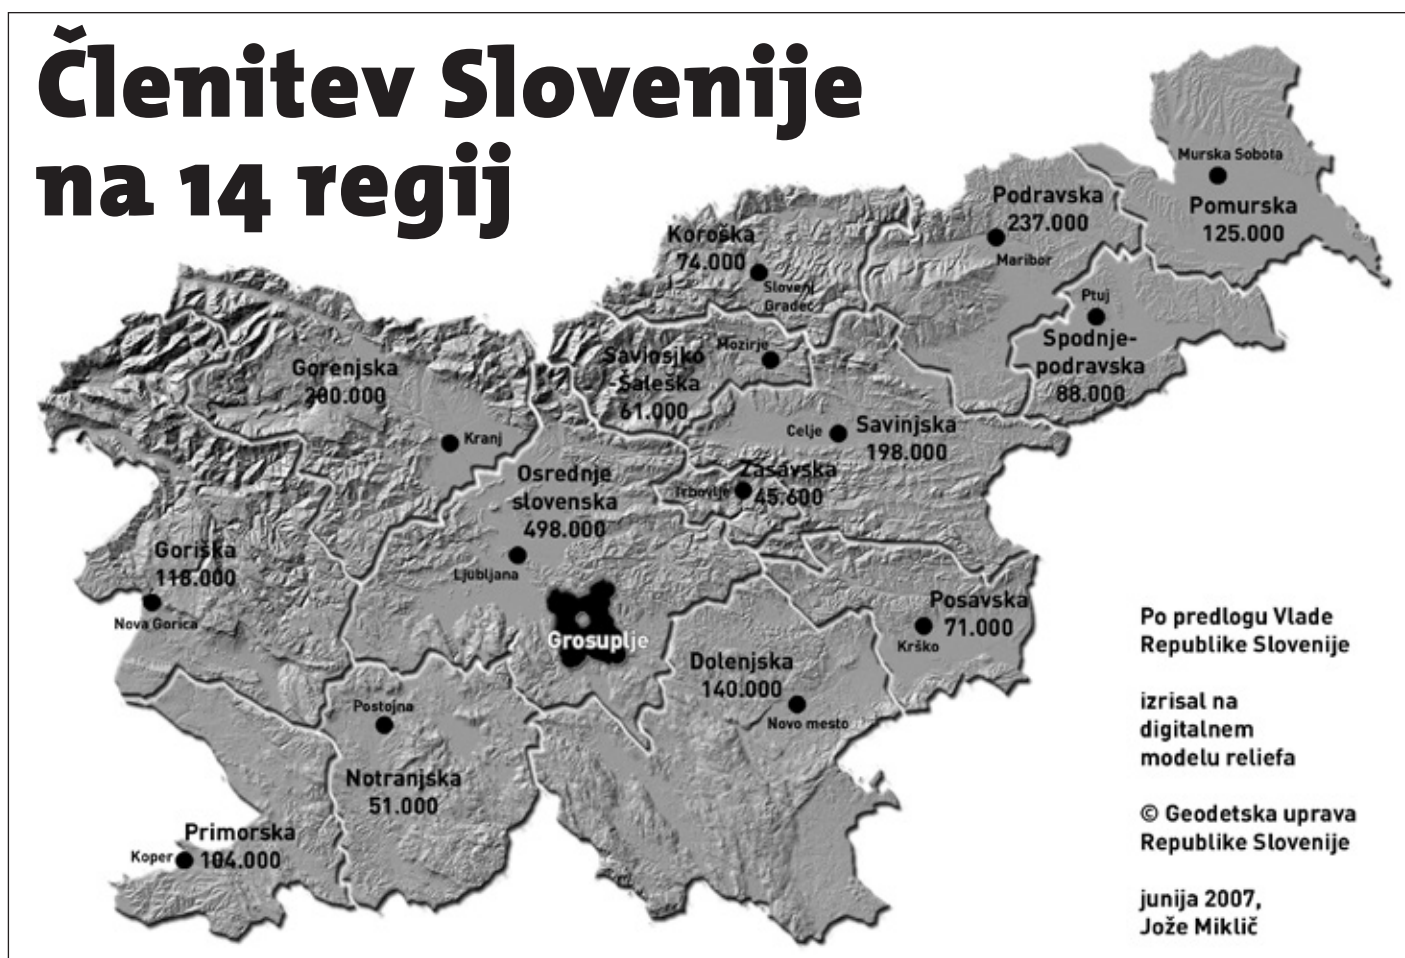 Členitev Slovenije
na 14 regij
Murska Sobota
Pomurska
125.000
Podravska
237.000
Maribor
Koroška
74.000
Slovenj
Gradec
Ptuj
Spodnje-
podravska
88.000
Mozirje
Savinsjko
-Šaleška
61.000
Gorenjska
200.000
Kranj
Celje
Savinjska
198.000
Zasavska
Trbovlje
45.600
Osrednje
slovenska
498.000
Ljubljana
Goriška
118.000
Nova Gorica
Grosuplje
Posavska
71.000
Krško
Dolenjska
140.000
Novo mesto
Postojna
Notranjska
51.000
Primorska
Koper
104.000
Po predlogu Vlade
Republike Slovenije
izrisal na
digitalnem
modelu reliefa
© Geodetska uprava
Republike Slovenije
junija 2007,
Jože Miklič